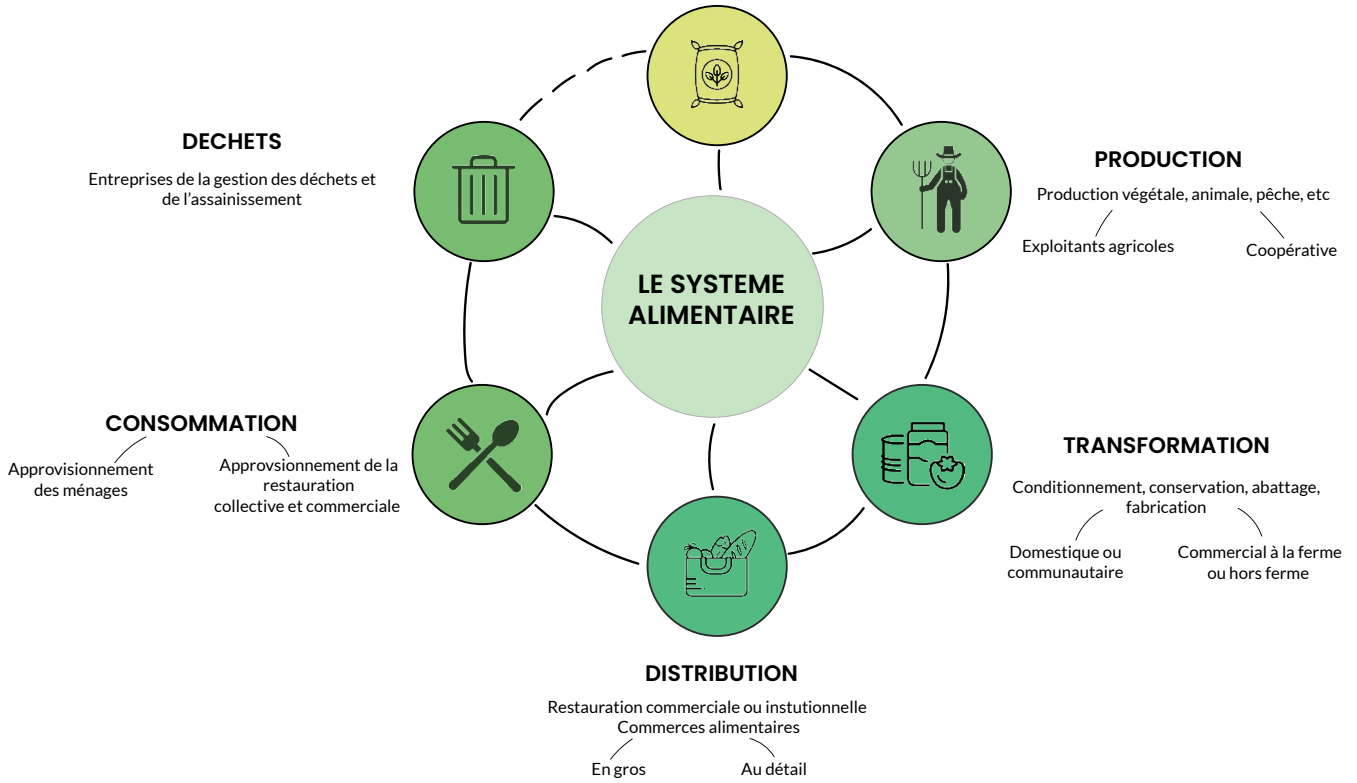 LE SYSTEME
ALIMENTAIRE
PRODUCTION
Production végétale, animale, pêche, etc
Exploitants agricoles
Coopérative
TRANSFORMATION
Conditionnement, conservation, abattage,
fabrication
Domestique ou
communautaire
Commercial à la ferme
ou hors ferme
DISTRIBUTION
Restauration commerciale ou instutionnelle
Commerces alimentaires
En gros
Au détail
CONSOMMATION
Approvisionnement
des ménages
Approvsionnement de la
restauration
collective et commerciale
DECHETS
Entreprises de la gestion des déchets et
de l'assainissement